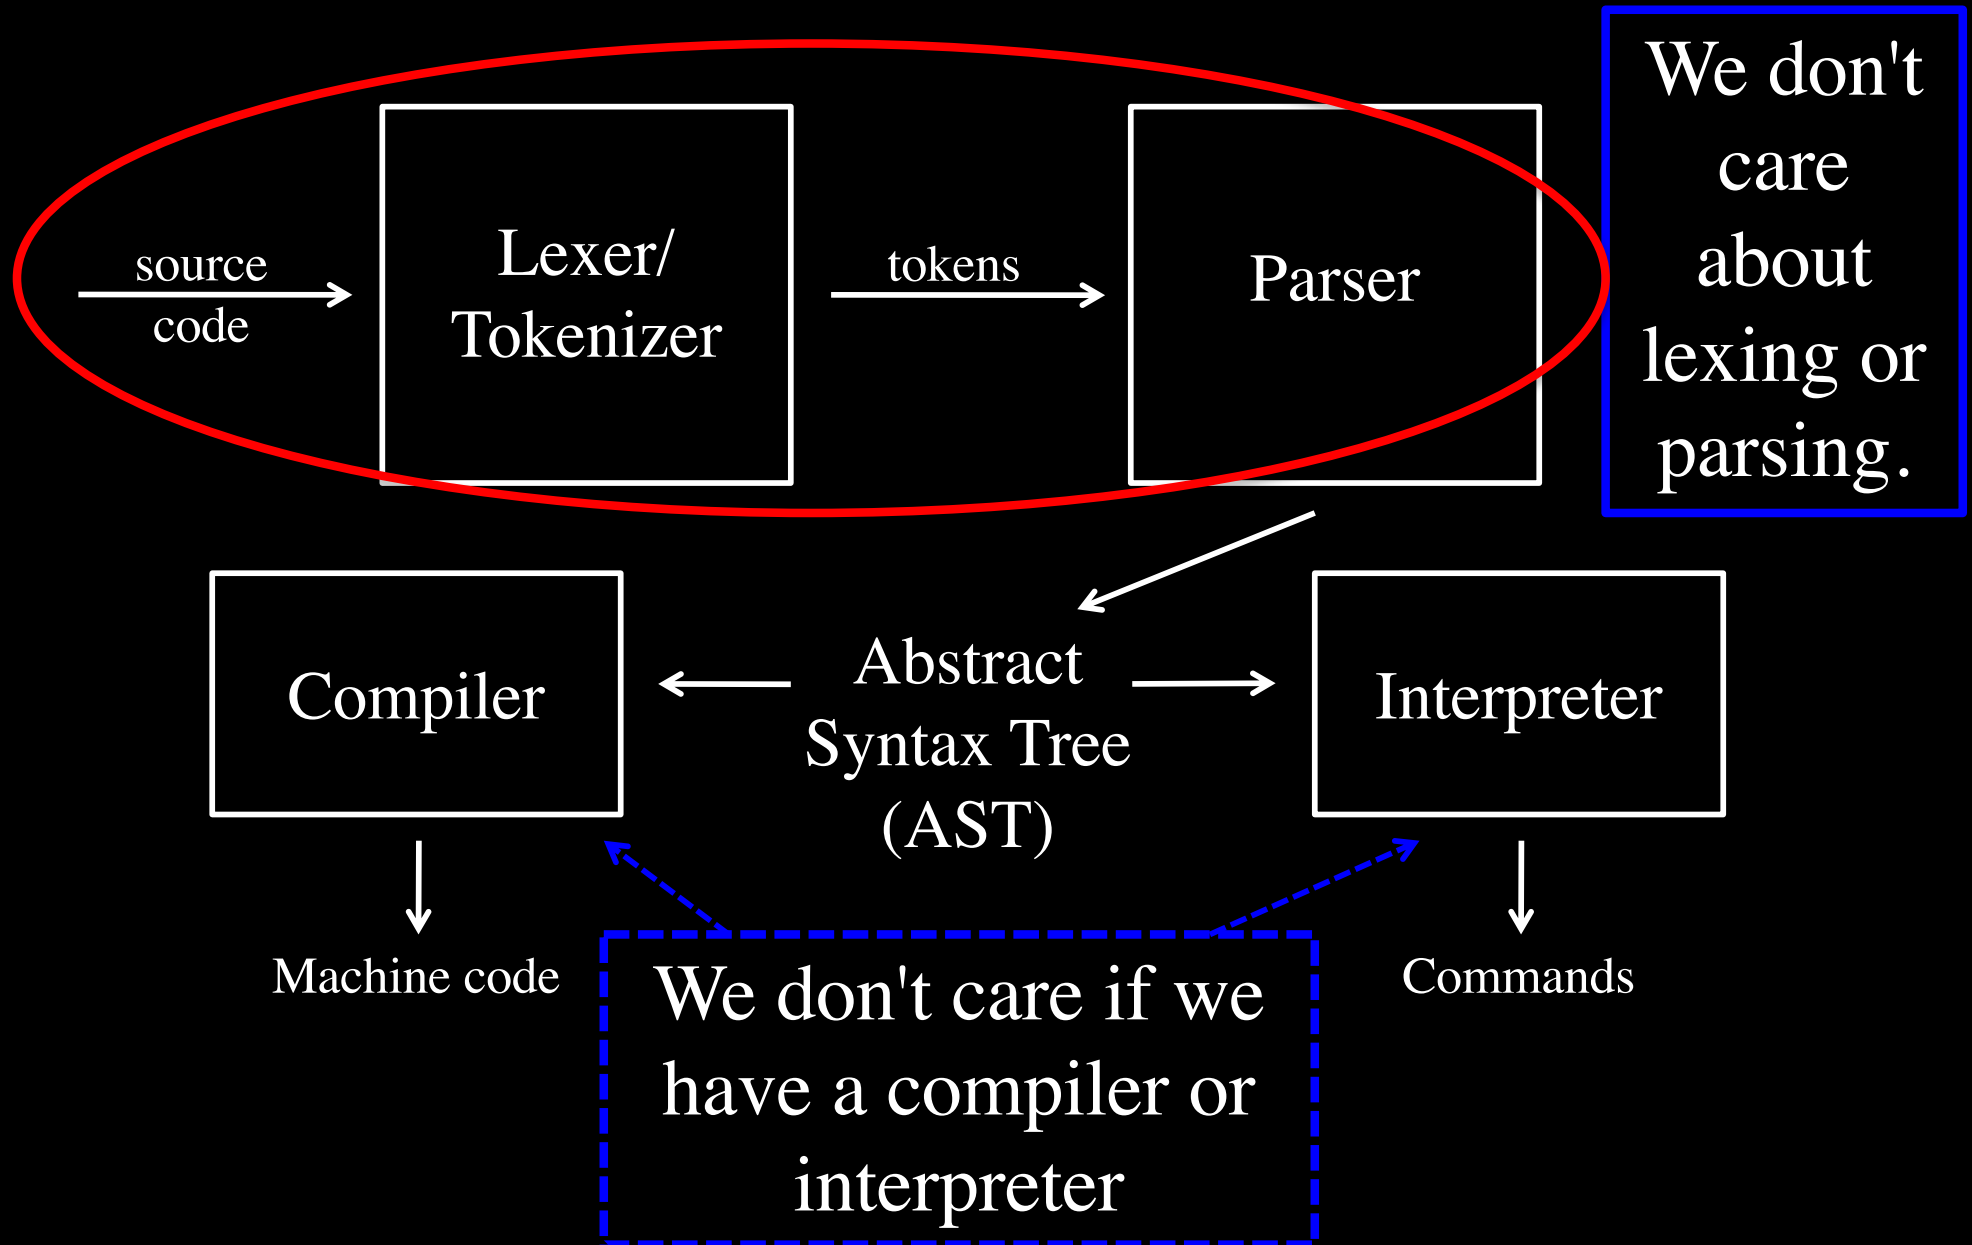 We don't
care
about
lexing or
parsing.
source
code
Lexer/
Tokenizer
tokens
Parser
Compiler
Abstract
Syntax Tree
(AST)
Interpreter
Machine code
We don't care if we
have a compiler or
interpreter
Commands